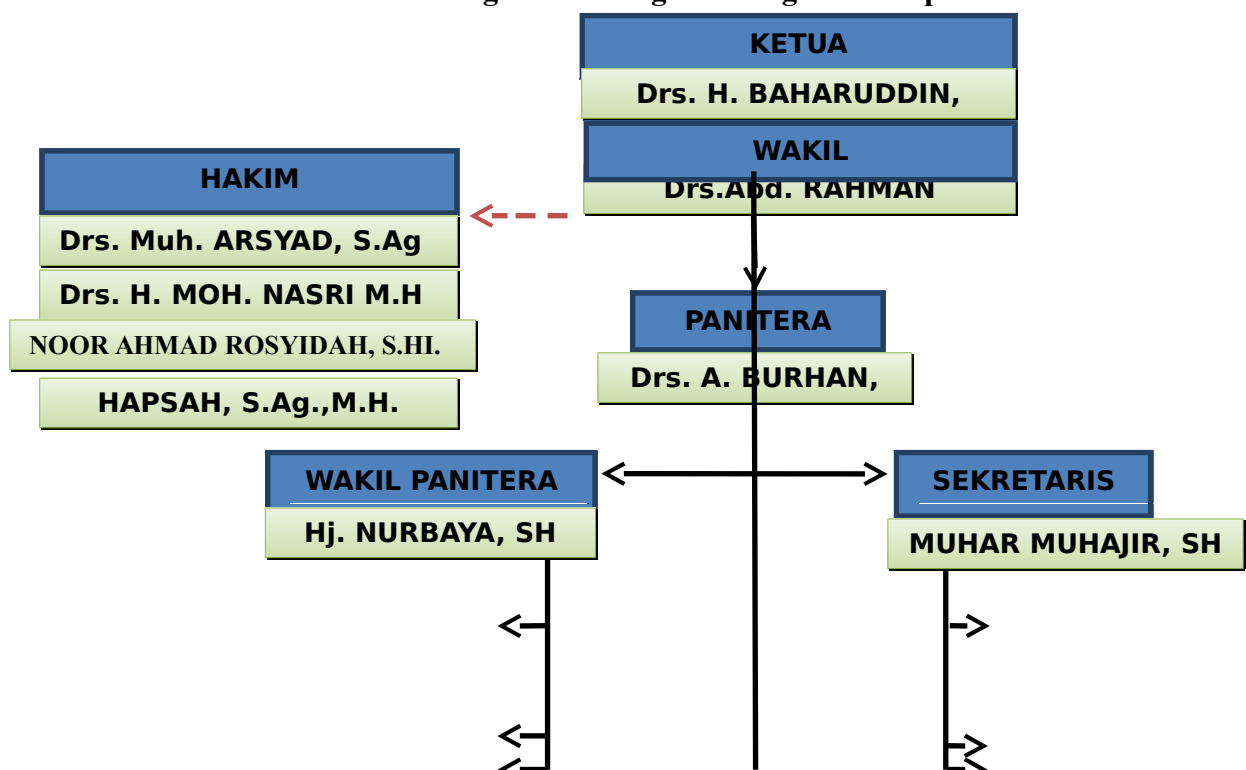 KETUA
Drs. H. BAHARUDDIN,
WAKIL
Drs.Abd. RAHMAN
HAKIM
Drs. Muh. ARSYAD, S.Ag
Drs. H. MOH. NASRI M.H
NOOR AHMAD ROSYIDAH, S.HI.
HAPSAH, S.Ag.,M.H.
PANITERA
Drs. A. BURHAN,
WAKIL PANITERA
Hj. NURBAYA, SH
SEKRETARIS
MUHAR MUHAJIR, SH